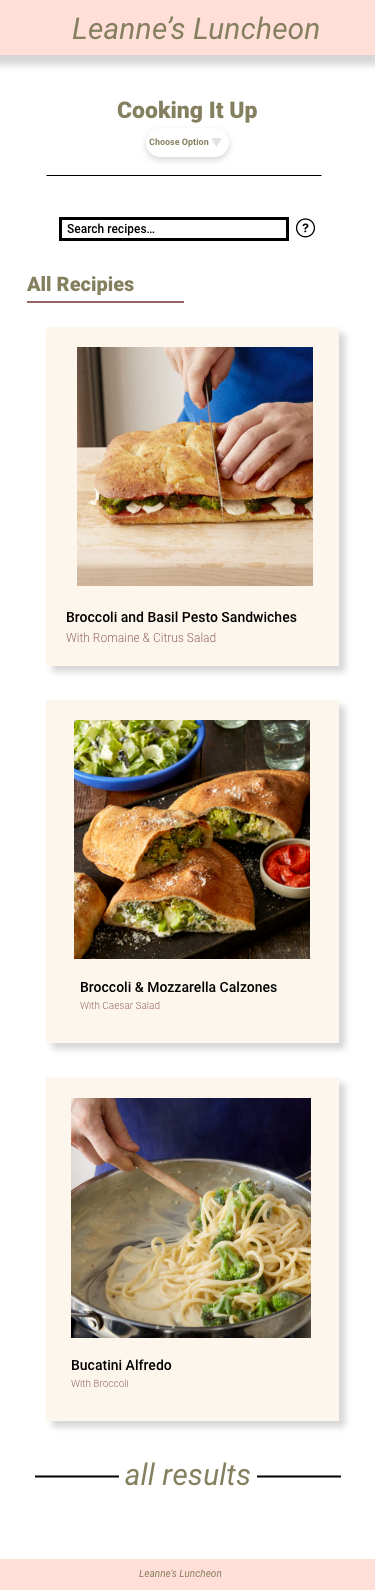 Leanne's Luncheon
Cooking It Up
Choose Option
Search recipes...
?
All Recipies
Broccoli and Basil Pesto Sandwiches
With Romaine & Citrus Salad
Broccoli & Mozzarella Calzones
With Caesar Salad
Bucatini Alfredo
With Broccoli
all results
Leanne's Luncheon